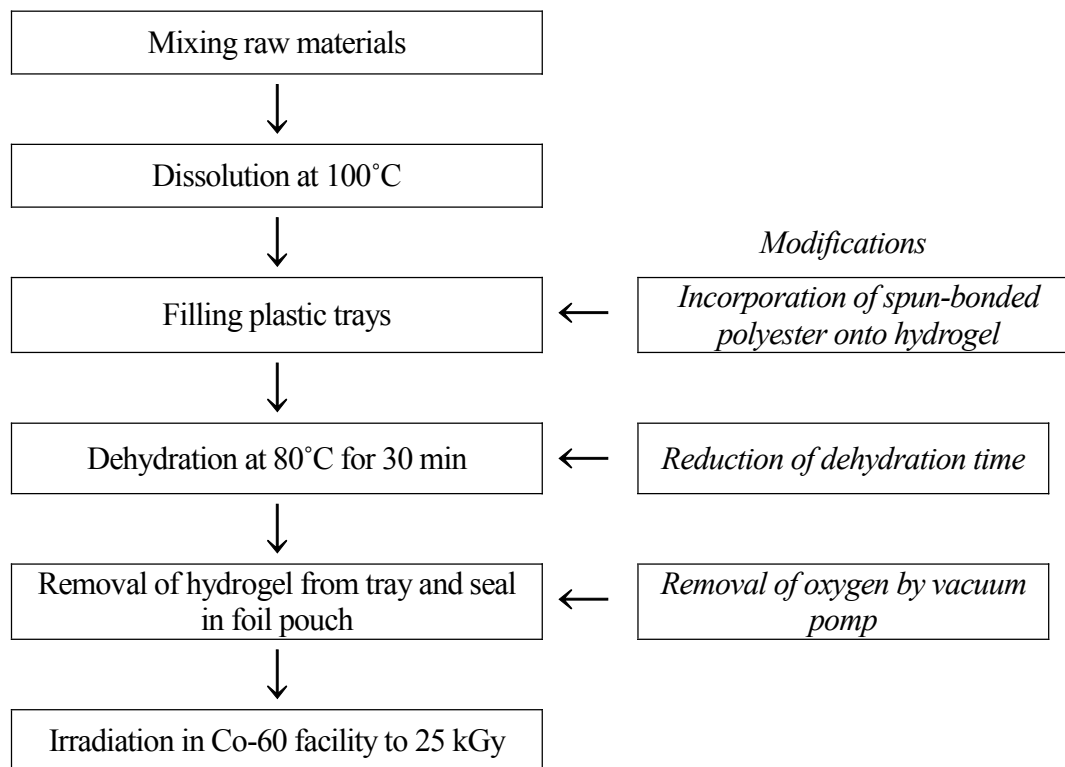 Mixing raw materials
Dissolution at 100˚C
Modifications
Filling plastic trays
Incorporation of spun-bonded
polyester onto hydrogel
Dehydration at 80˚C for 30 min
Reduction of dehydration time
Removal of hydrogel from tray and seal
in foil pouch
Removal of oxygen by vacuum
pomp
Irradiation in Co-60 facility to 25 kGy